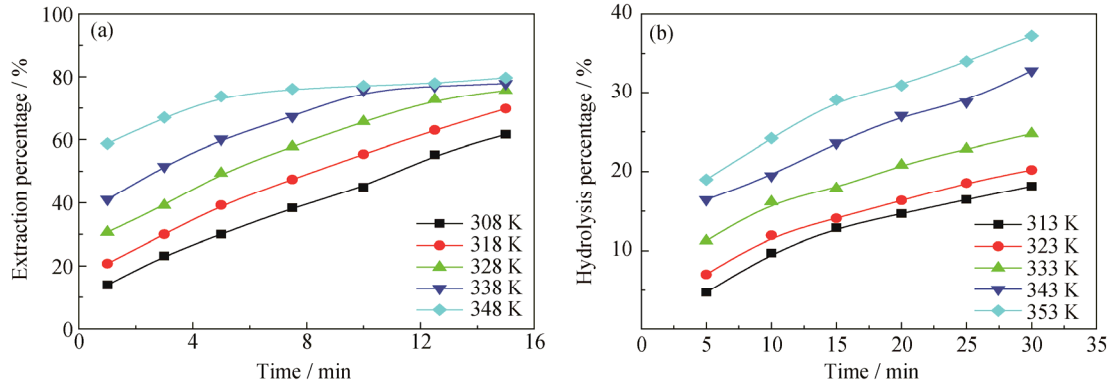 (a)
Extraction percentage / %
100
80
60
40
20
0
308 K
318 K
328 K
338 K
348 K
0 4 8 12 16
Time / min
(b)
Hydrolysis percentage / %
40
30
20
10
313 K
323 K
333 K
343 K
353 K
5 10 15 20 25 30 35
Time / min